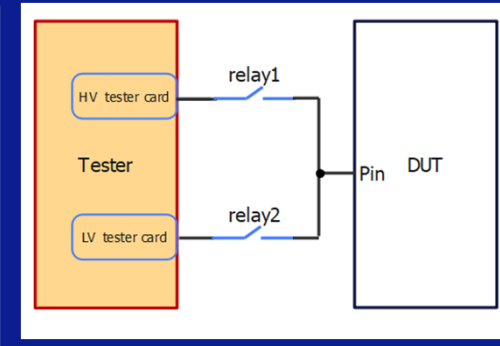 relay1
HV tester card
Tester
Pin
DUT
relay2
LV tester card